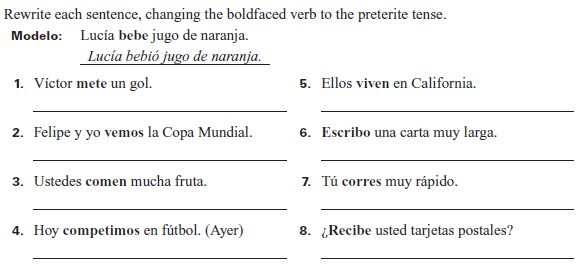 Rewrite each sentence, changing the boldfaced verb to the preterite tense.
Modelo: Lucía bebe jugo de naranja.
Lucía bebió jugo de naranja.
1. Víctor mete un gol.
2. Felipe y yo vemos la Copa Mundial.
3. Ustedes comen mucha fruta.
4. Hoy competimos en fútbol. (Ayer)
5. Ellos viven en California.
6. Escribo una carta muy larga.
7. Tú corres muy rápido.
8. ¿Recibe usted tarjetas postales?